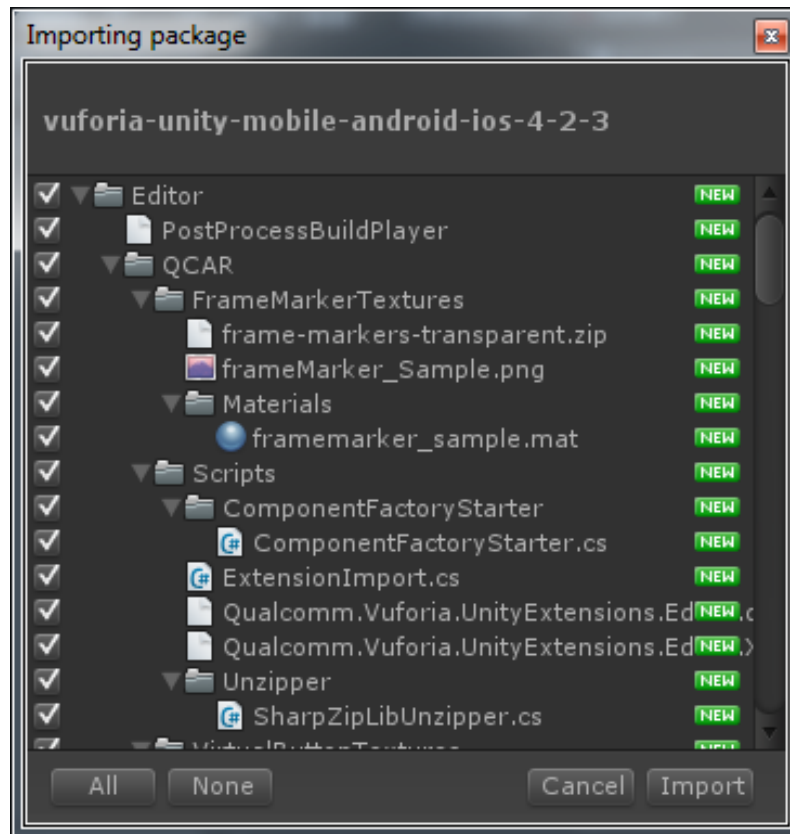 Importing package
vuforia-unity-mobile-android-ios-4-2-3
Editor NEW
PostProcessBuildPlayer NEW
QCAR NEW
FrameMarkerTextures NEW
frame-markers-transparent.zip NEW
frameMarker_Sample.png NEW
Materials NEW
framemarker_sample.mat NEW
Scripts NEW
ComponentFactoryStarter NEW
ComponentFactoryStarter.cs NEW
ExtensionImport.cs NEW
Qualcomm.Vuforia.UnityExtensions.Ed NEW
Qualcomm.Vuforia.UnityExtensions.Ed NEW
Unzipper NEW
SharpZipLibUnzipper.cs NEW
VirtualButtonTextures NEW
All None Cancel Import